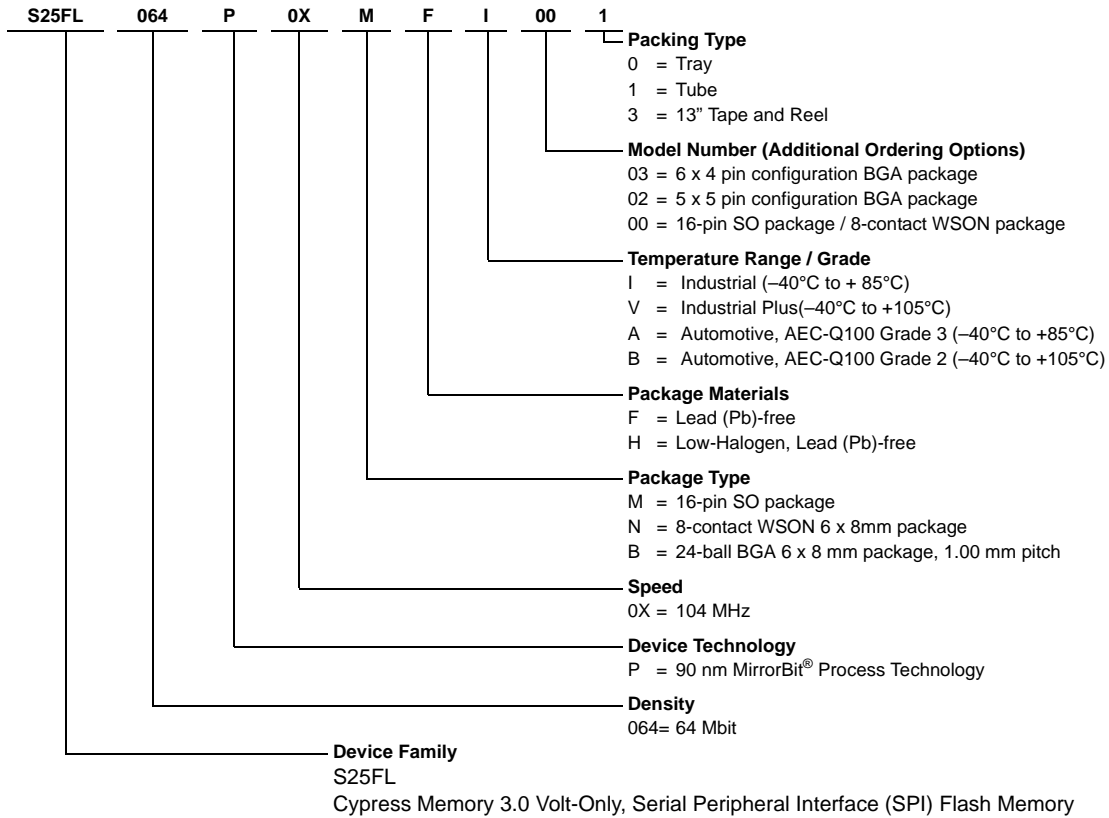 S25FL 064 P 0X M F I 00 1
Packing Type
0 = Tray
1 = Tube
3 = 13” Tape and Reel
Model Number (Additional Ordering Options)
03 = 6 x 4 pin configuration BGA package
02 = 5 x 5 pin configuration BGA package
00 = 16-pin SO package / 8-contact WSON package
Temperature Range / Grade
I = Industrial (–40°C to + 85°C)
V = Industrial Plus(–40°C to +105°C)
A = Automotive, AEC-Q100 Grade 3 (–40°C to +85°C)
B = Automotive, AEC-Q100 Grade 2 (–40°C to +105°C)
Package Materials
F = Lead (Pb)-free
H = Low-Halogen, Lead (Pb)-free
Package Type
M = 16-pin SO package
N = 8-contact WSON 6 x 8mm package
B = 24-ball BGA 6 x 8 mm package, 1.00 mm pitch
Speed
0X = 104 MHz
Device Technology
P = 90 nm MirrorBit® Process Technology
Density
064= 64 Mbit
Device Family
S25FL
Cypress Memory 3.0 Volt-Only, Serial Peripheral Interface (SPI) Flash Memory